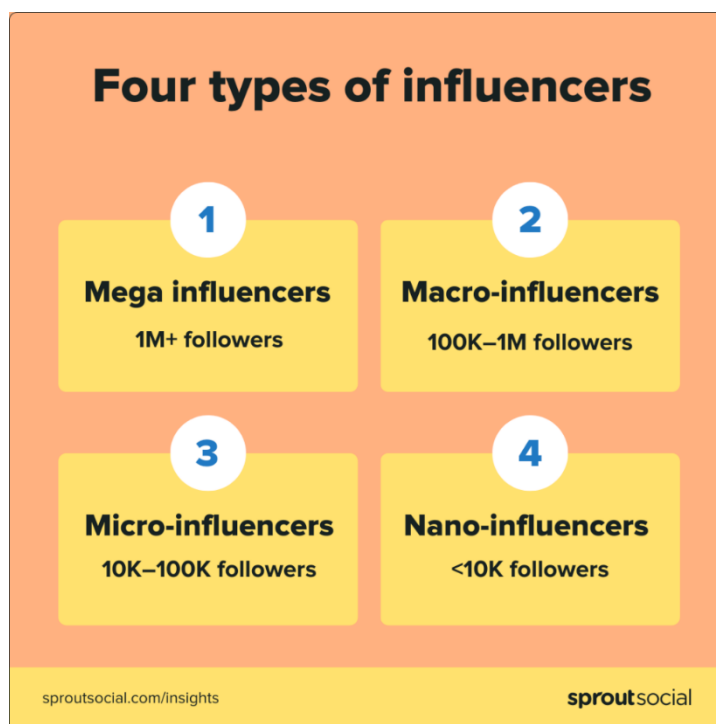 Four types of influencers
1
Mega influencers
1M+ followers
2
Macro-influencers
100K–1M followers
3
Micro-influencers
10K–100K followers
4
Nano-influencers
<10K followers
sproutsocial.com/insights
sproutsocial